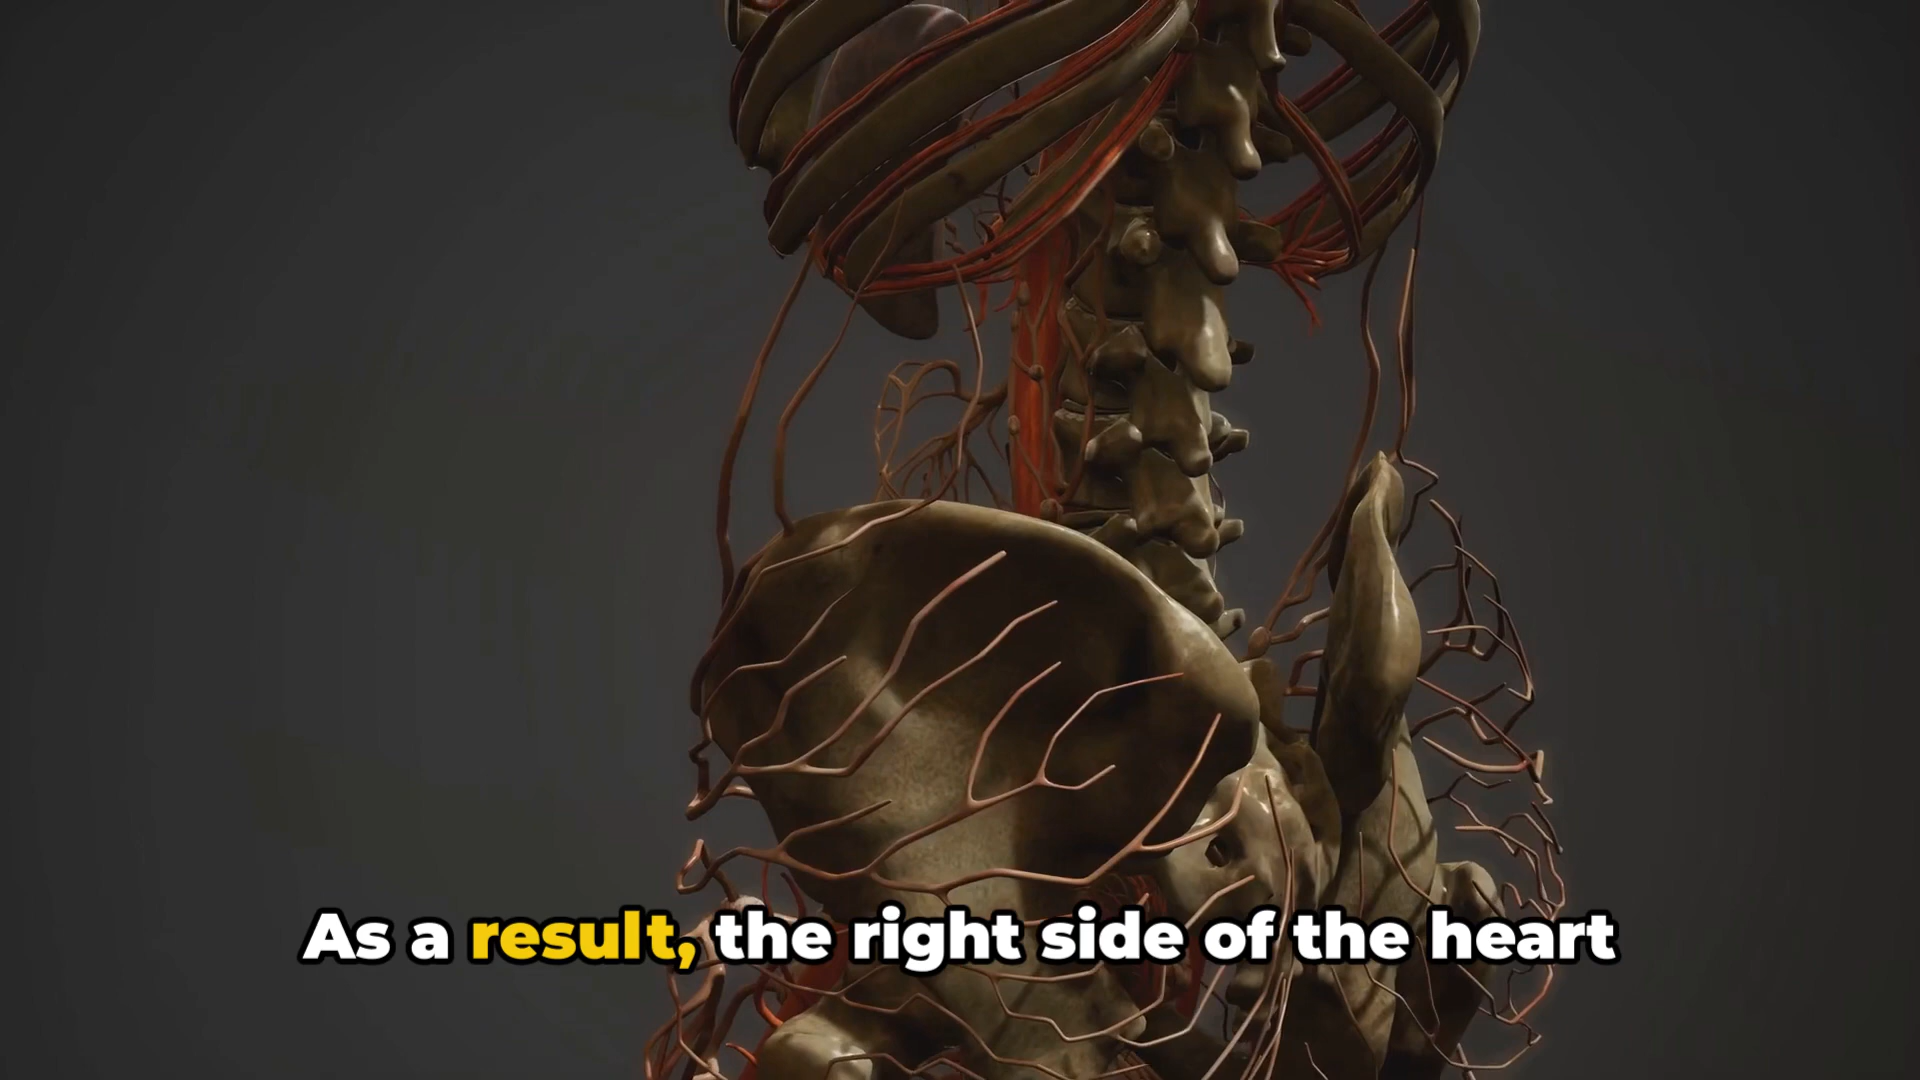 As a result, the right side of the heart